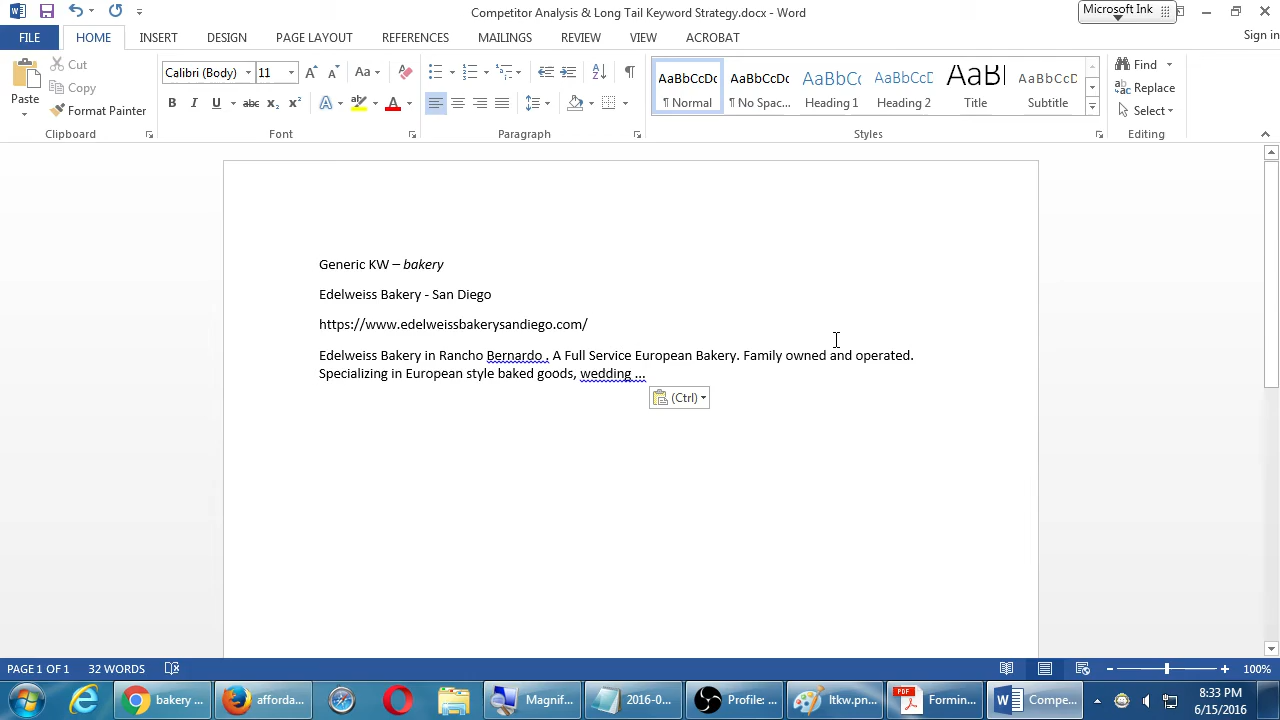 Competitor Analysis & Long Tail Keyword Strategy.docx - Word
Microsoft Ink
FILE HOME INSERT DESIGN PAGE LAYOUT REFERENCES MAILINGS REVIEW VIEW ACROBAT Sign in
Paste
Cut
Copy
Format Painter
Clipboard
Calibri (Body) 11
Font
Paragraph
AaBbCcDc AaBbCcDc AaBbCc AaBbCcD AaB AaBbCcD
¶ Normal ¶ No Spac... Heading 1 Heading 2 Title Subtitle
Styles
Find
Replace
Select
Editing
Generic KW – bakery
Edelweiss Bakery - San Diego
https://www.edelweissbakerysandiego.com/
Edelweiss Bakery in Rancho Bernardo . A Full Service European Bakery. Family owned and operated.
Specializing in European style baked goods, wedding ...
(Ctrl)
PAGE 1 OF 1 32 WORDS 100%
bakery ... afforda... Magnif... 2016-0... Profile: ... ltkw.pn... Formin... Compe... 8:33 PM
6/15/2016